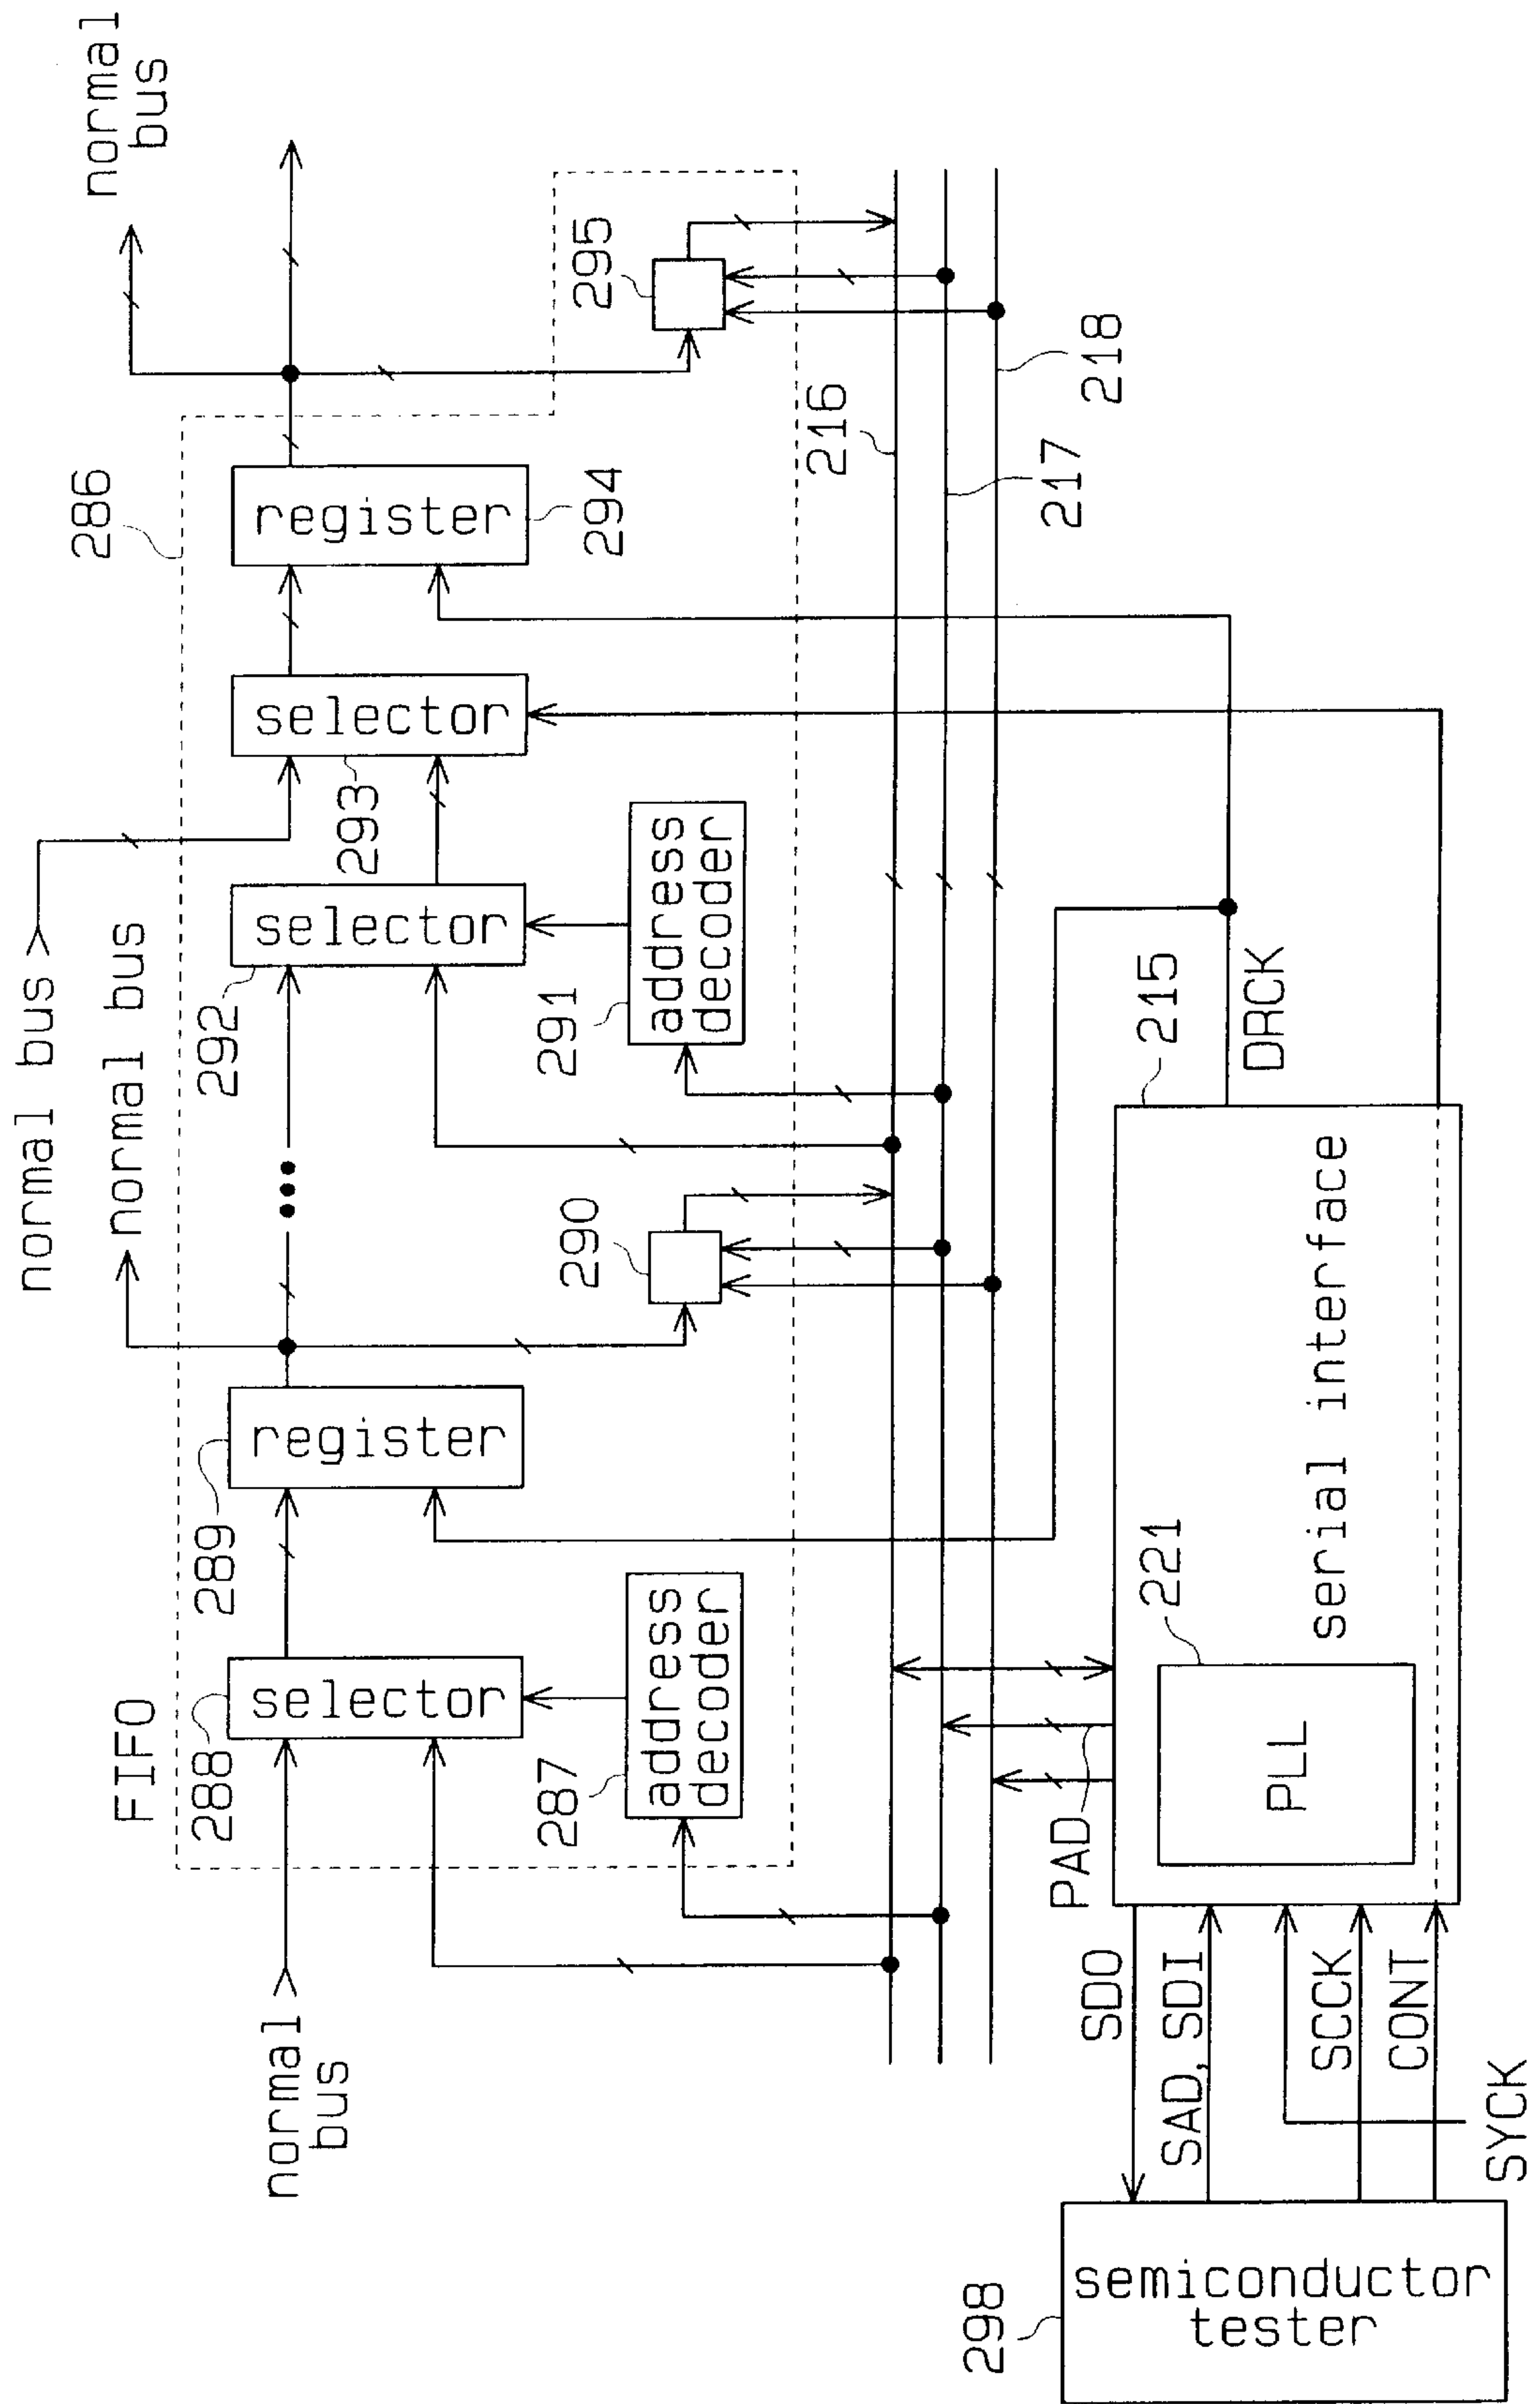 normal bus
normal bus
normal
bus
FIFO
286
normal
bus
288
selector
289
register
292
selector
293
selector
register
294
287
address
decoder
290
291
address
decoder
295
216
217
218
PAD
215
DRCK
221
PLL
serial interface
SDO
SAD, SDI
SCCK
CONT
SYCK
298
semiconductor
tester